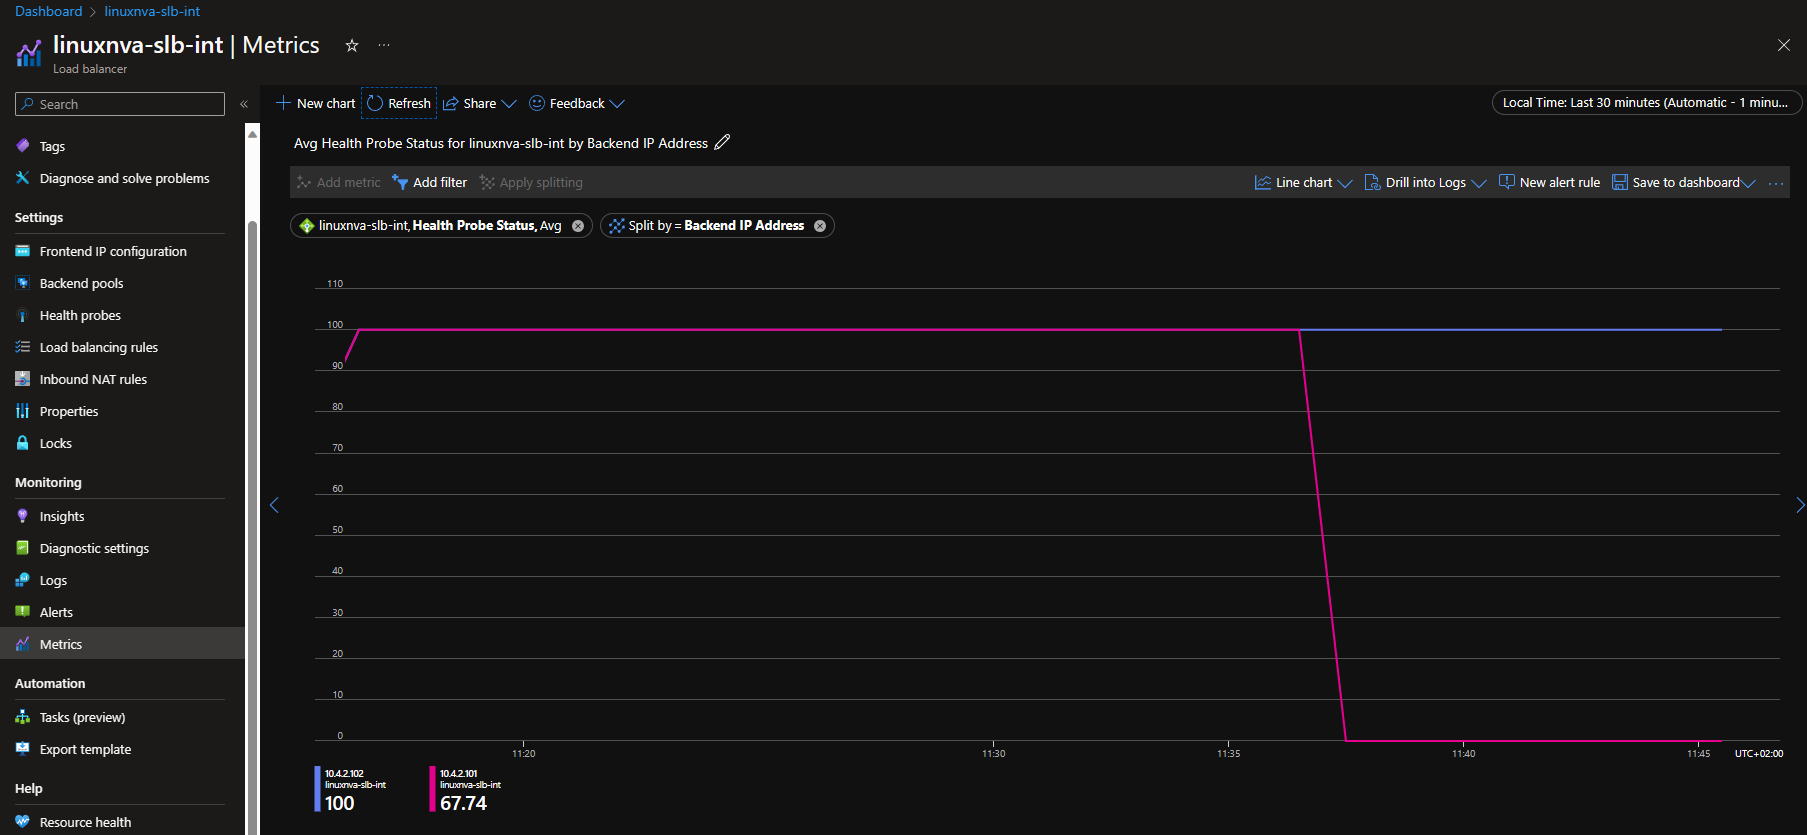 Dashboard > linuxnva-slb-int
linuxnva-slb-int | Metrics
Load balancer
Search
Tags
Diagnose and solve problems
Settings
Frontend IP configuration
Backend pools
Health probes
Load balancing rules
Inbound NAT rules
Properties
Locks
Monitoring
Insights
Diagnostic settings
Logs
Alerts
Metrics
Automation
Tasks (preview)
Export template
Help
Resource health
New chart Refresh Share Feedback
Local Time: Last 30 minutes (Automatic - 1 minu...
Avg Health Probe Status for linuxnva-slb-int by Backend IP Address
Add metric Add filter Apply splitting Line chart Drill into Logs New alert rule Save to dashboard
linuxnva-slb-int, Health Probe Status, Avg Split by = Backend IP Address
110
100
90
80
70
60
50
40
30
20
10
0
11:20 11:30 11:35 11:40 11:45 UTC+02:00
10.4.2.102
linuxnva-slb-int
100
10.4.2.101
linuxnva-slb-int
67.74